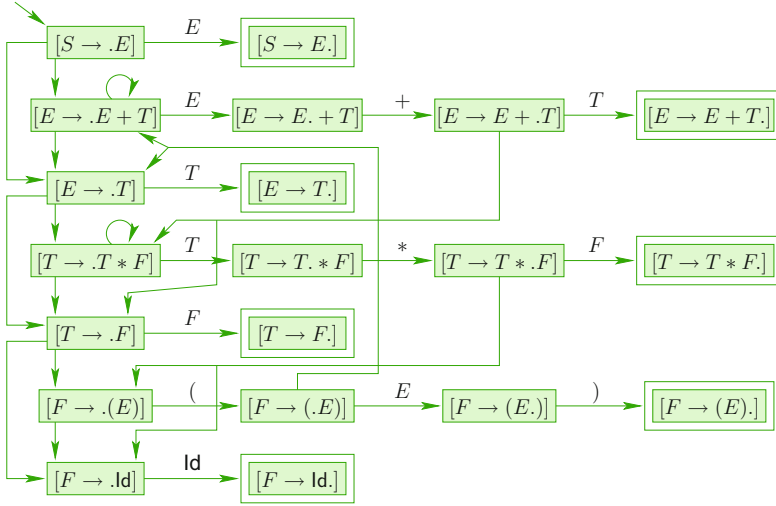 [S → .E] E [S → E.]
[E → .E + T] E [E → E. + T] + [E → E + .T] T [E → E + T.]
[E → .T] T [E → T.]
[T → .T * F] T [T → T. * F] * [T → T * .F] F [T → T * F.]
[T → .F] F [T → F.]
[F → .(E)] ( [F → (.E)] E [F → (E.)] ) [F → (E).]
[F → .Id] Id [F → Id.]